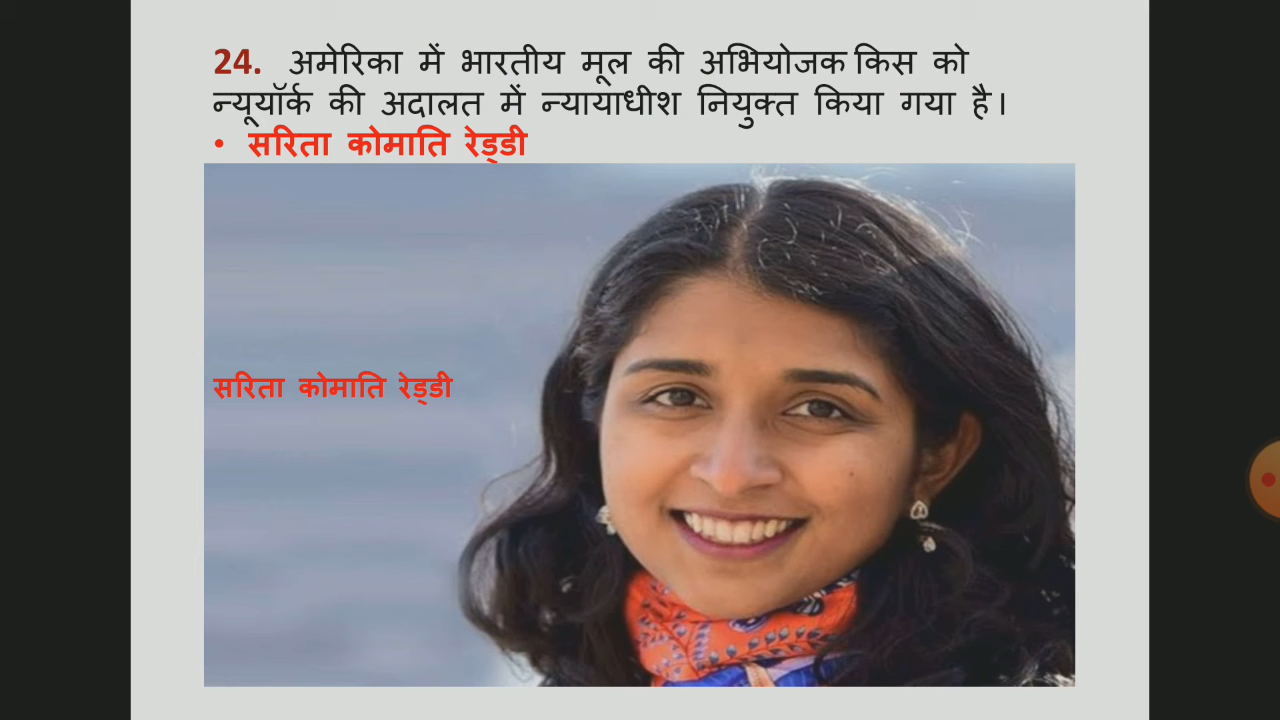 24. अमेरिका में भारतीय मूल की अभियोजक किस को
न्यूयॉर्क की अदालत में न्यायाधीश नियुक्त किया गया है।
• सरिता कोमाति रेड्डी
सरिता कोमाति रेड्डी